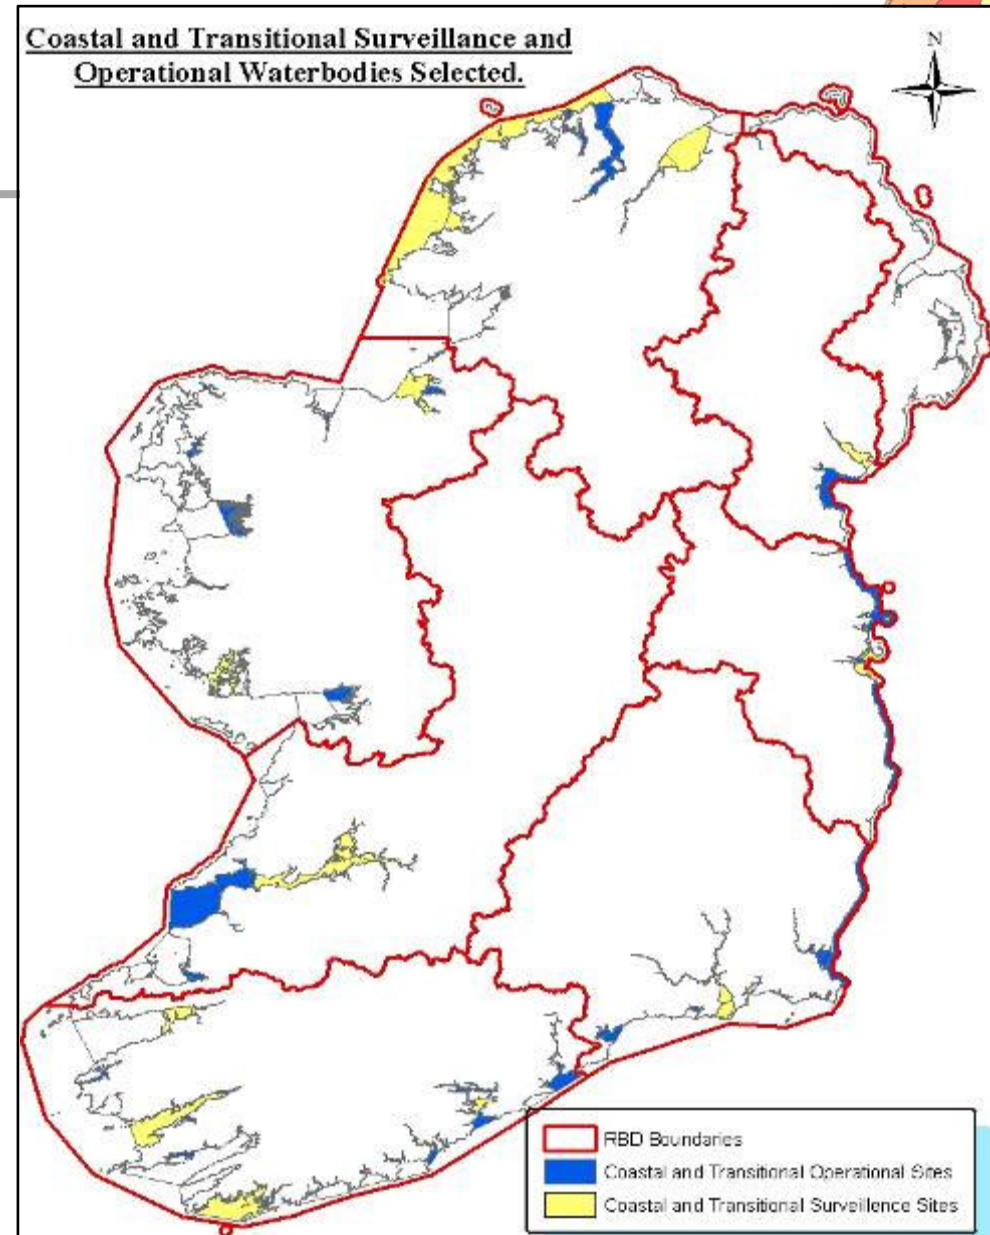 Coastal and Transitional Surveillance and
Operational Waterbodies Selected.
N
RBD Boundaries
Coastal and Transitional Operational Sites
Coastal and Transitional Surveillence Sites